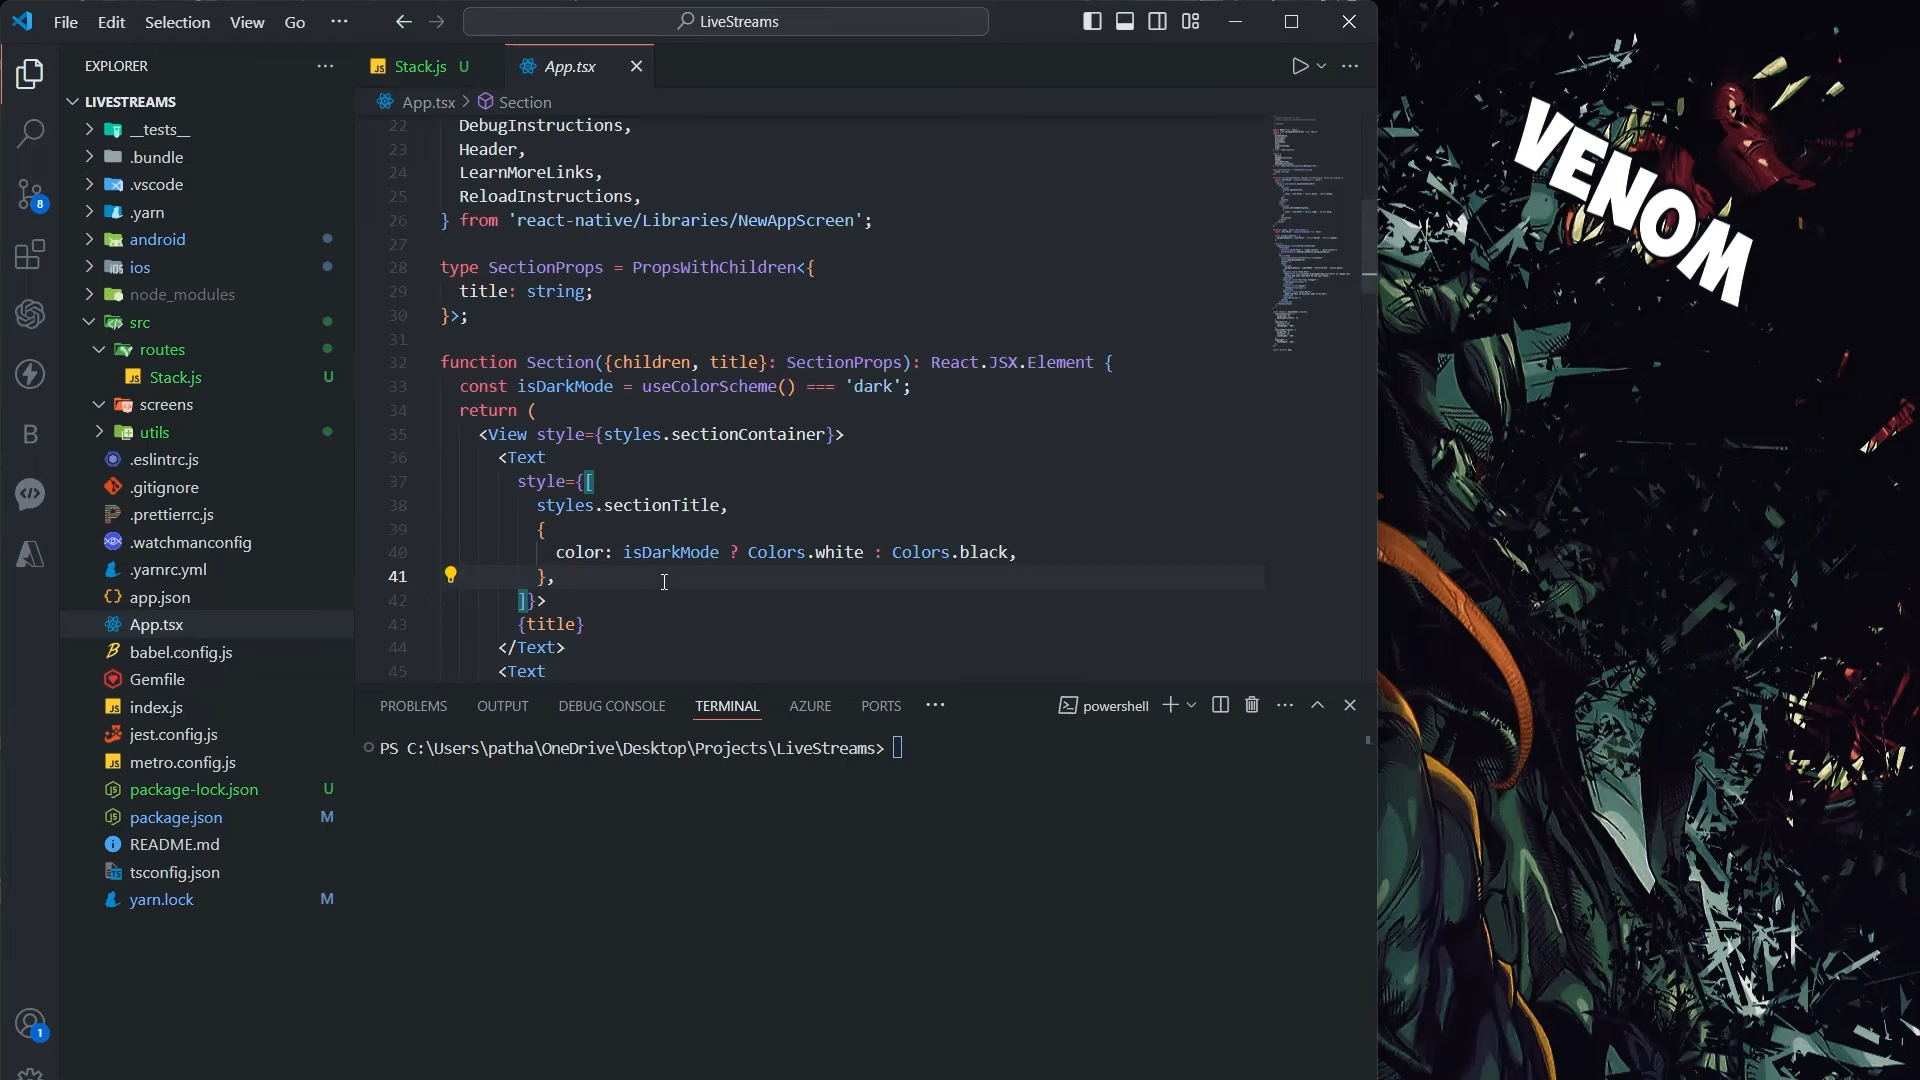 File Edit Selection View Go ··· LiveStreams
EXPLORER ···
LIVESTREAMS
__tests__
.bundle
.vscode
8
.yarn
android
ios
node_modules
src
routes
JS Stack.js U
screens
utils
.eslintrc.js
.gitignore
.prettierrc.js
.watchmanconfig
.yarnrc.yml
app.json
App.tsx
babel.config.js
Gemfile
JS index.js
jest.config.js
JS metro.config.js
package-lock.json U
package.json M
README.md
tsconfig.json
yarn.lock M
1
JS Stack.js U App.tsx
App.tsx > Section
22 DebugInstructions,
23 Header,
24 LearnMoreLinks,
25 ReloadInstructions,
26 } from 'react-native/Libraries/NewAppScreen';
27
28 type SectionProps = PropsWithChildren<{
29 title: string;
30 }>;
31
32 function Section({children, title}: SectionProps): React.JSX.Element {
33 const isDarkMode = useColorScheme() === 'dark';
34 return (
35 <View style={styles.sectionContainer}>
36 <Text
37 style={[
38 styles.sectionTitle,
39 {
40 color: isDarkMode ? Colors.white : Colors.black,
41 },
42 ]}>
43 {title}
44 </Text>
45 <Text
PROBLEMS OUTPUT DEBUG CONSOLE TERMINAL AZURE PORTS ··· powershell
PS C:\Users\patha\OneDrive\Desktop\Projects\LiveStreams>
VENOM